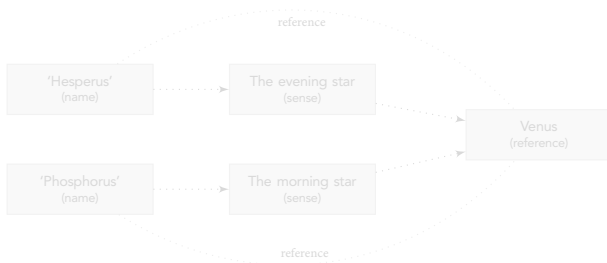 reference
'Hesperus'
(name)
The evening star
(sense)
Venus
(reference)
'Phosphorus'
(name)
The morning star
(sense)
reference